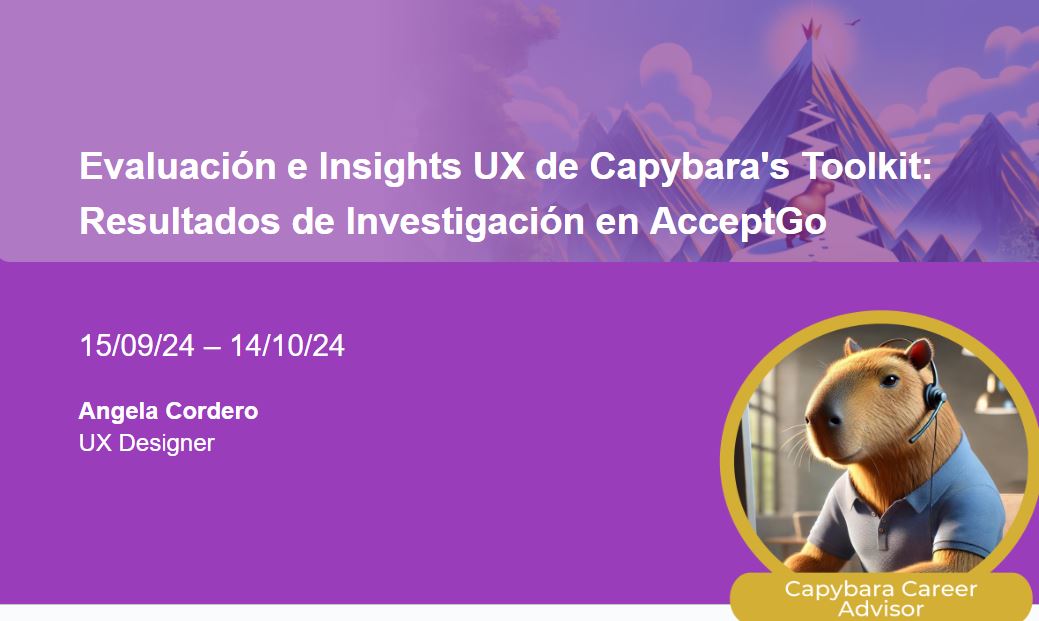 Evaluación e Insights UX de Capybara's Toolkit:
Resultados de Investigación en AcceptGo
15/09/24 – 14/10/24
Angela Cordero
UX Designer
Capybara Career
Advisor